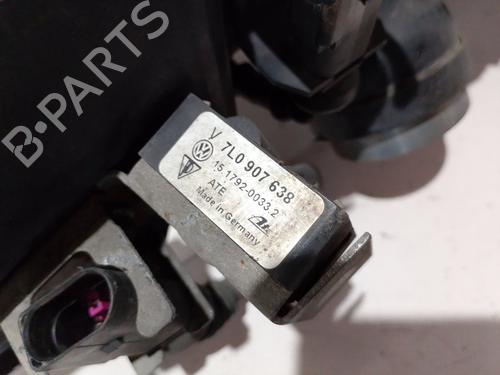 B-PARTS
V 7L0 907 638
15.1792-0033.2
ATE
Made in Germany